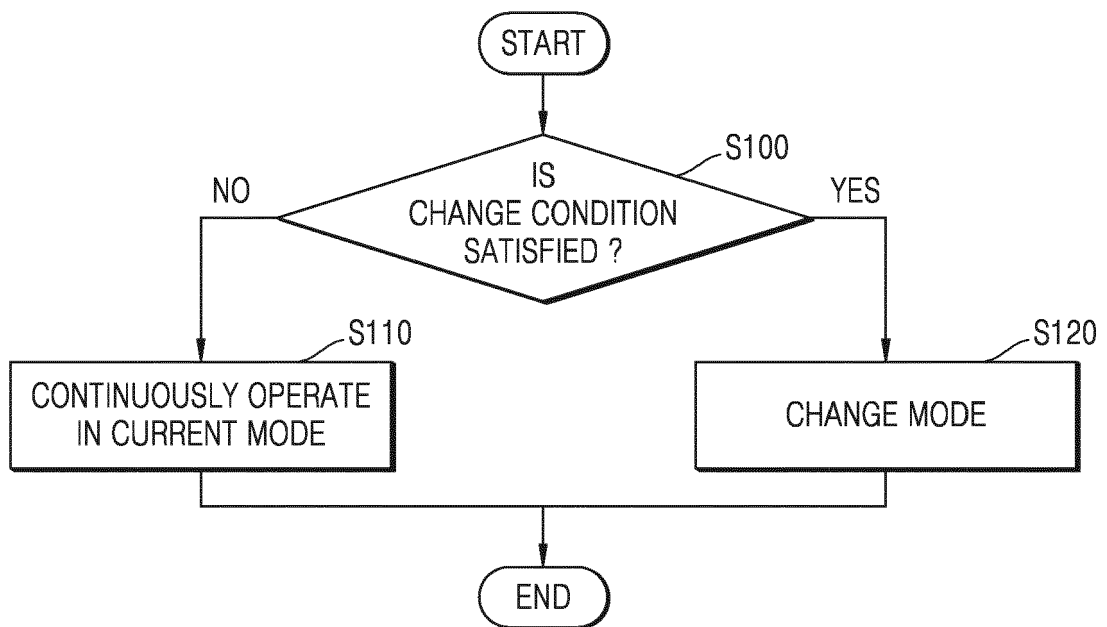 START
S100
IS
CHANGE CONDITION
SATISFIED ?
NO
YES
S110
CONTINUOUSLY OPERATE
IN CURRENT MODE
S120
CHANGE MODE
END